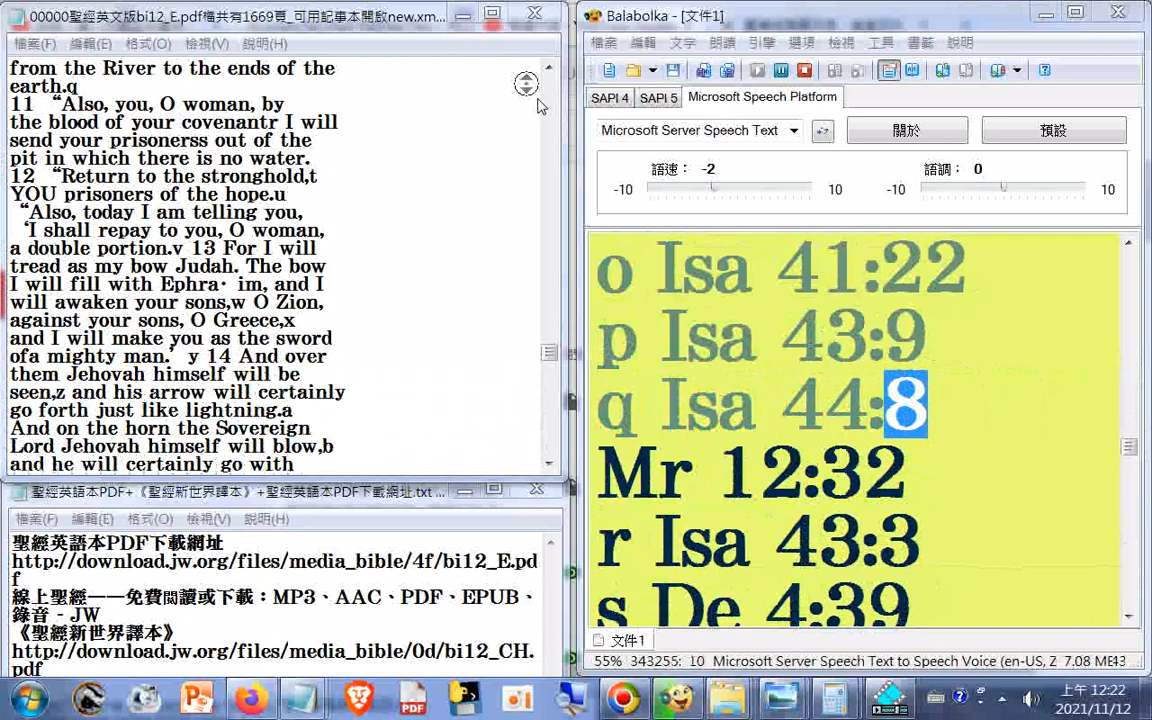 00000聖經英文版bi12_E.pdf檔共有1669頁_可用記事本開啟new.xm...
檔案(F) 編輯(E) 格式(O) 檢視(V) 說明(H)
from the River to the ends of the
earth.q
11 “Also, you, O woman, by
the blood of your covenantr I will
send your prisonerss out of the
pit in which there is no water.
12 “Return to the stronghold,t
YOU prisoners of the hope.u
“Also, today I am telling you,
‘I shall repay to you, O woman,
a double portion.v 13 For I will
tread as my bow Judah. The bow
I will fill with Ephra· im, and I
will awaken your sons,w O Zion,
against your sons, O Greece,x
and I will make you as the sword
ofa mighty man.’ y 14 And over
them Jehovah himself will be
seen,z and his arrow will certainly
go forth just like lightning.a
And on the horn the Sovereign
Lord Jehovah himself will blow,b
and he will certainly go with
聖經英語本PDF+《聖經新世界譯本》+聖經英語本PDF下載網址.txt ...
檔案(F) 編輯(E) 格式(O) 檢視(V) 說明(H)
聖經英語本PDF下載網址
http://download.jw.org/files/media_bible/4f/bi12_E.pd
f
線上聖經——免費閱讀或下載：MP3、AAC、PDF、EPUB、
錄音 - JW
《聖經新世界譯本》
http://download.jw.org/files/media_bible/0d/bi12_CH.
pdf
Balabolka - [文件1]
檔案 編輯 文字 朗讀 引擎 選項 檢視 工具 書籤 說明
SAPI 4 SAPI 5 Microsoft Speech Platform
Microsoft Server Speech Text 關於 預設
語速： -2 語調： 0
-10 10 -10 10
o Isa 41:22
p Isa 43:9
q Isa 44:8
Mr 12:32
r Isa 43:3
s De 4:39
文件1
55% 343255: 10 Microsoft Server Speech Text to Speech Voice (en-US, Z 7.08 MB
PDF
上午 12:22
2021/11/12